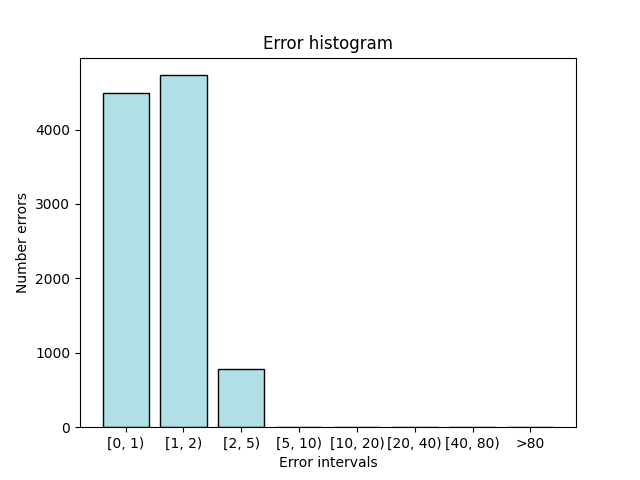 Error histogram
Number errors
4000
3000
2000
1000
0
[0, 1) [1, 2) [2, 5) [5, 10) [10, 20) [20, 40) [40, 80) >80
Error intervals